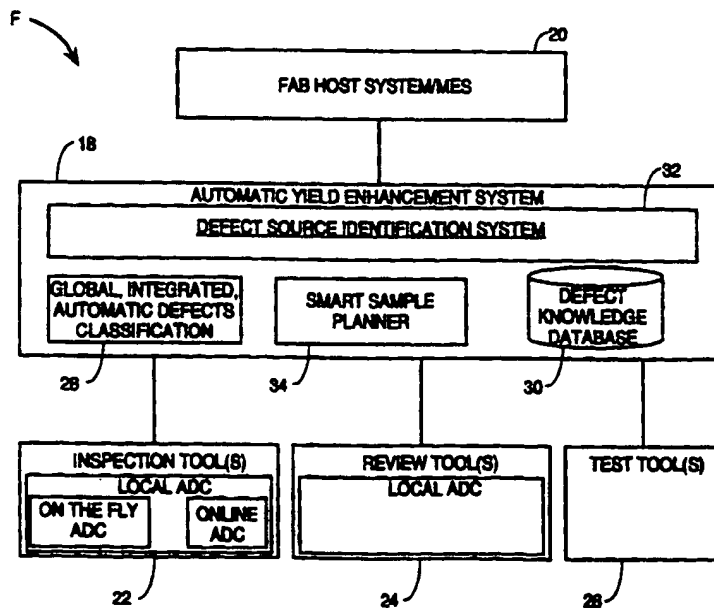 F
20
FAB HOST SYSTEM/MES
18
32
AUTOMATIC YIELD ENHANCEMENT SYSTEM
DEFECT SOURCE IDENTIFICATION SYSTEM
GLOBAL, INTEGRATED,
AUTOMATIC DEFECTS
CLASSIFICATION
SMART SAMPLE
PLANNER
DEFECT
KNOWLEDGE
DATABASE
28
34
30
INSPECTION TOOL(S)
LOCAL ADC
ON THE FLY
ADC
ONLINE
ADC
REVIEW TOOL(S)
LOCAL ADC
TEST TOOL(S)
22
24
26